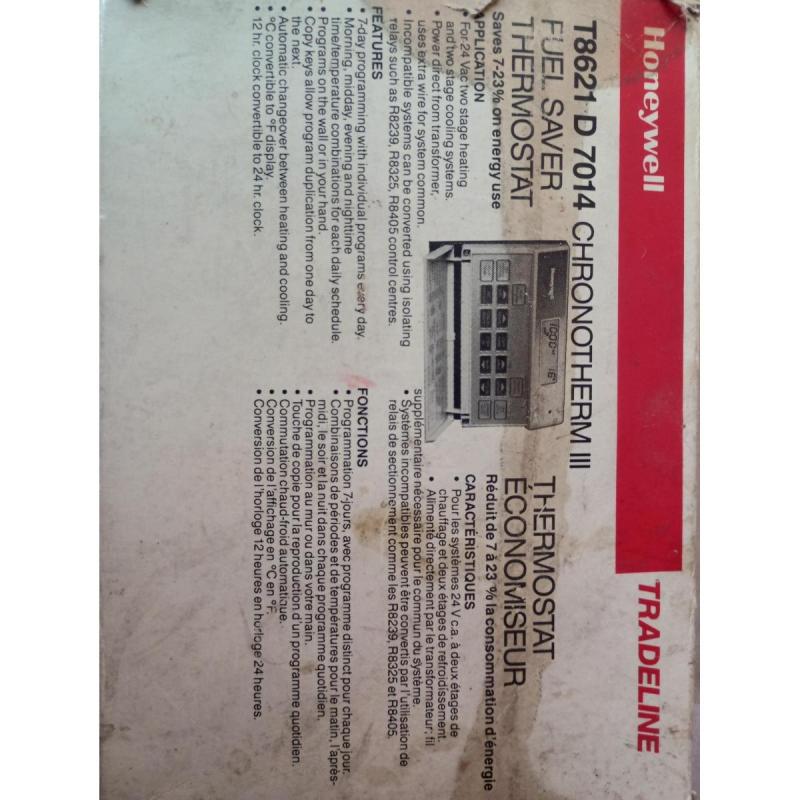 Honeywell
TRADELINE
T8621 D 7014 CHRONOTHERM III
FUEL SAVER
THERMOSTAT
Saves 7-23% on energy use
APPLICATION
• For 24 Vac two stage heating
and two stage cooling systems.
• Power direct from transformer,
uses extra wire for system common.
• Incompatible systems can be converted using isolating
relays such as R8239, R8325, R8405 control centres.
FEATURES
• 7-day programming with individual programs every day.
• Morning, midday, evening and nighttime
time/temperature combinations for each daily schedule.
• Programs on the wall or in your hand.
• Copy keys allow program duplication from one day to
the next.
• Automatic changeover between heating and cooling.
• °C convertible to °F display.
• 12 hr. clock convertible to 24 hr. clock.
THERMOSTAT
ÉCONOMISEUR
Réduit de 7 à 23 % la consommation d'énergie
CARACTÉRISTIQUES
• Pour les systèmes 24 V c.a. à deux étages de
chauffage et deux étages de refroidissement.
• Alimenté directement par le transformateur; fil
supplémentaire nécessaire pour le commun du système.
• Systèmes incompatibles peuvent être convertis par l'utilisation de
relais de sectionnement comme les R8239, R8325 et R8405.
FONCTIONS
• Programmation 7-jours, avec programme distinct pour chaque jour.
• Combinaisons de périodes et de températures pour le matin, l'après-
midi, le soir et la nuit dans chaque programme quotidien.
• Programmation au mur ou dans votre main.
• Touche de copie pour la reproduction d'un programme quotidien.
• Commutation chaud-froid automatique.
• Conversion de l'affichage en °C en °F.
• Conversion de l'horloge 12 heures en horloge 24 heures.